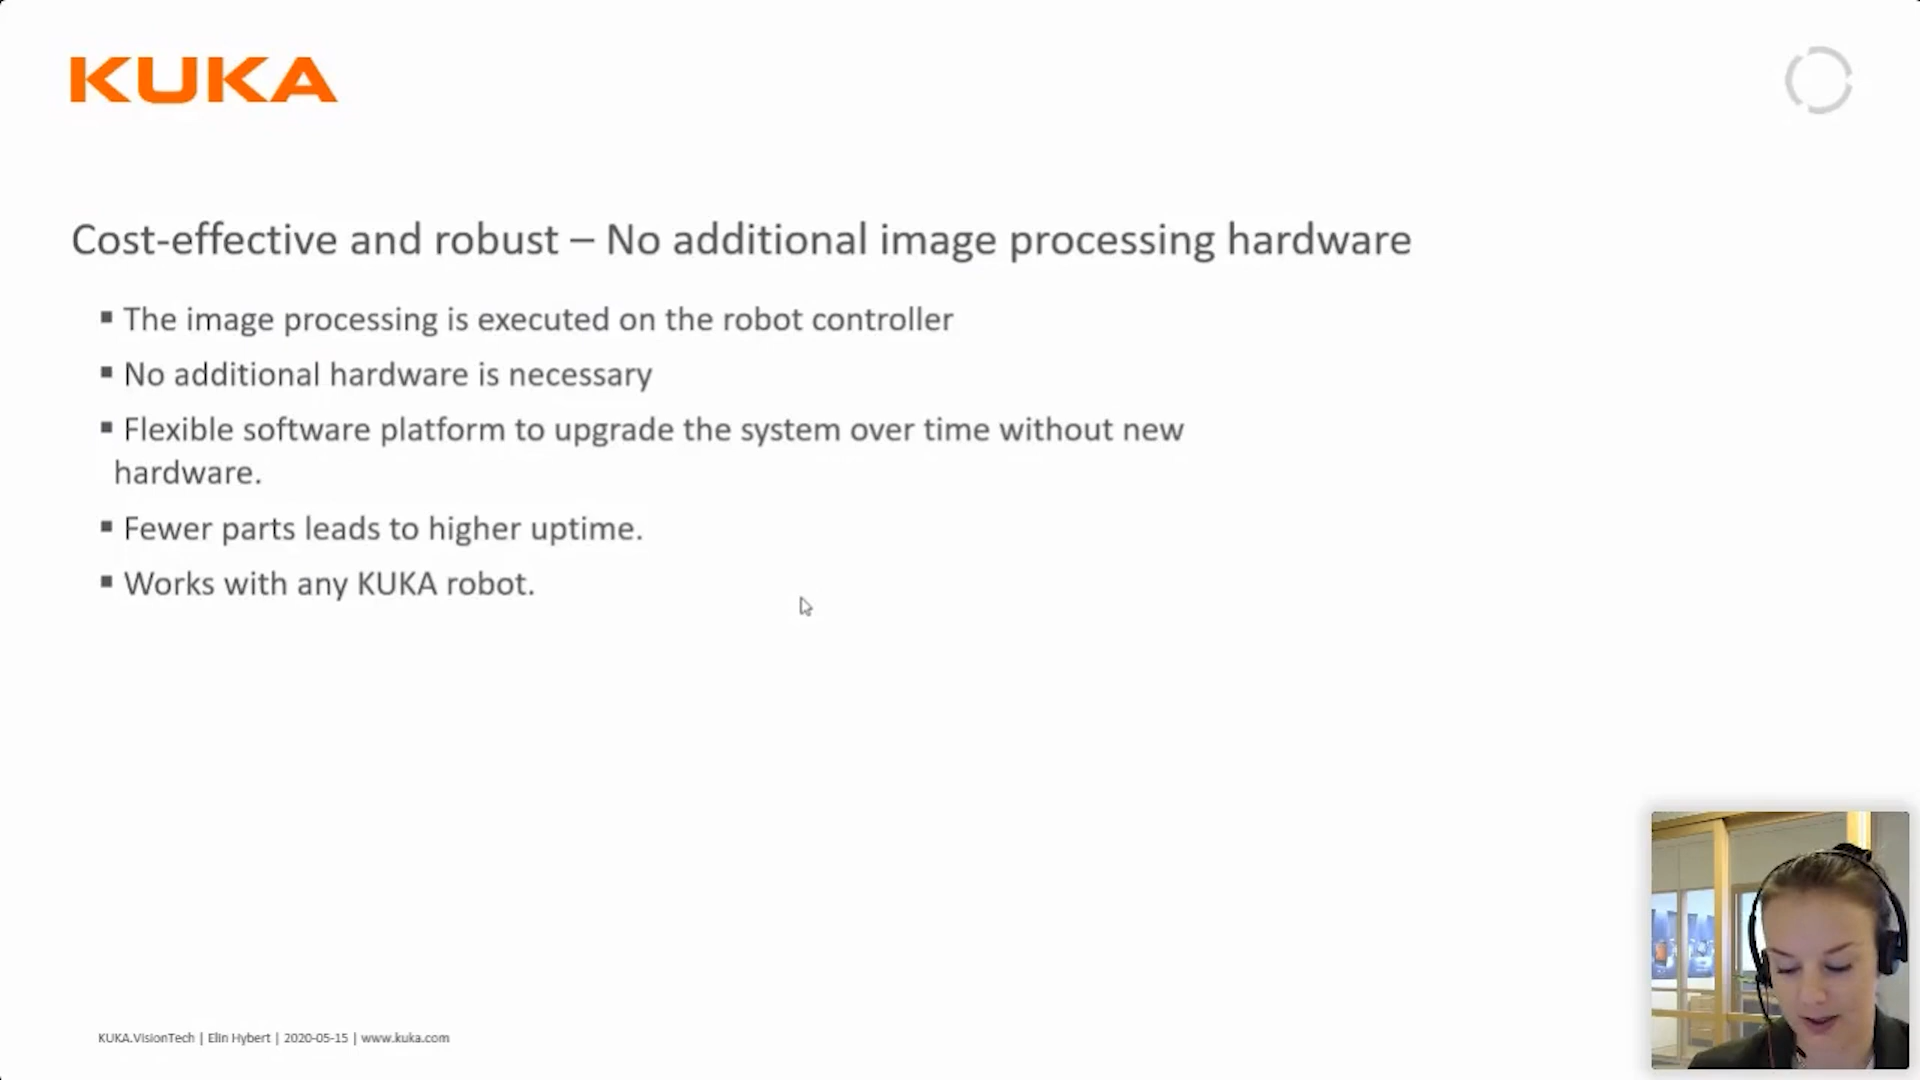 KUKA
Cost-effective and robust – No additional image processing hardware
▪ The image processing is executed on the robot controller
▪ No additional hardware is necessary
▪ Flexible software platform to upgrade the system over time without new
hardware.
▪ Fewer parts leads to higher uptime.
▪ Works with any KUKA robot.
KUKA.VisionTech | Elin Hybert | 2020-05-15 | www.kuka.com